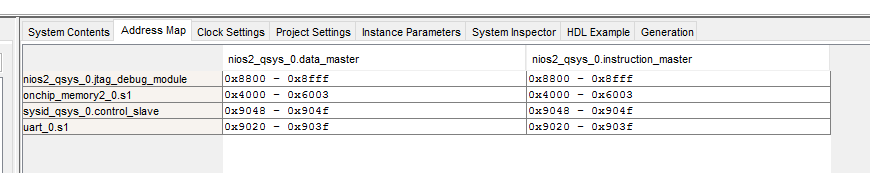 System Contents Address Map Clock Settings Project Settings Instance Parameters System Inspector HDL Example Generation
nios2_qsys_0.data_master nios2_qsys_0.instruction_master
nios2_qsys_0.jtag_debug_module 0x8800 - 0x8fff 0x8800 - 0x8fff
onchip_memory2_0.s1 0x4000 - 0x6003 0x4000 - 0x6003
sysid_qsys_0.control_slave 0x9048 - 0x904f 0x9048 - 0x904f
uart_0.s1 0x9020 - 0x903f 0x9020 - 0x903f